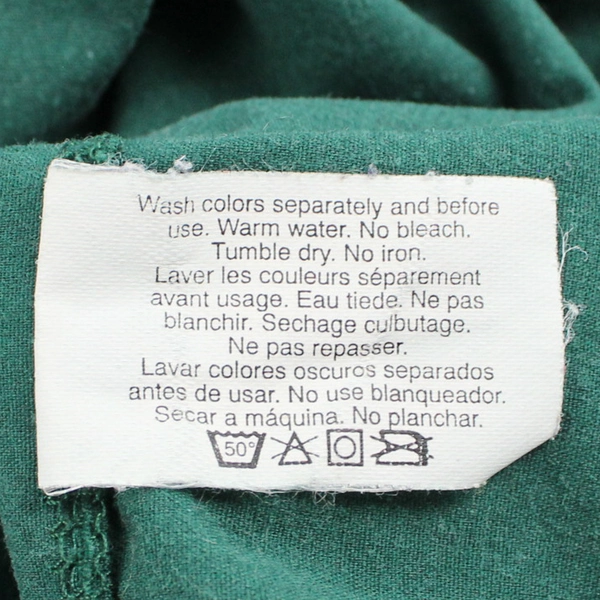 Wash colors separately and before
use. Warm water. No bleach.
Tumble dry. No iron.
Laver les couleurs séparement
avant usage. Eau tiede. Ne pas
blanchir. Sechage culbutage.
Ne pas repasser.
Lavar colores oscuros separados
antes de usar. No use blanqueador.
Secar a máquina. No planchar.
50°